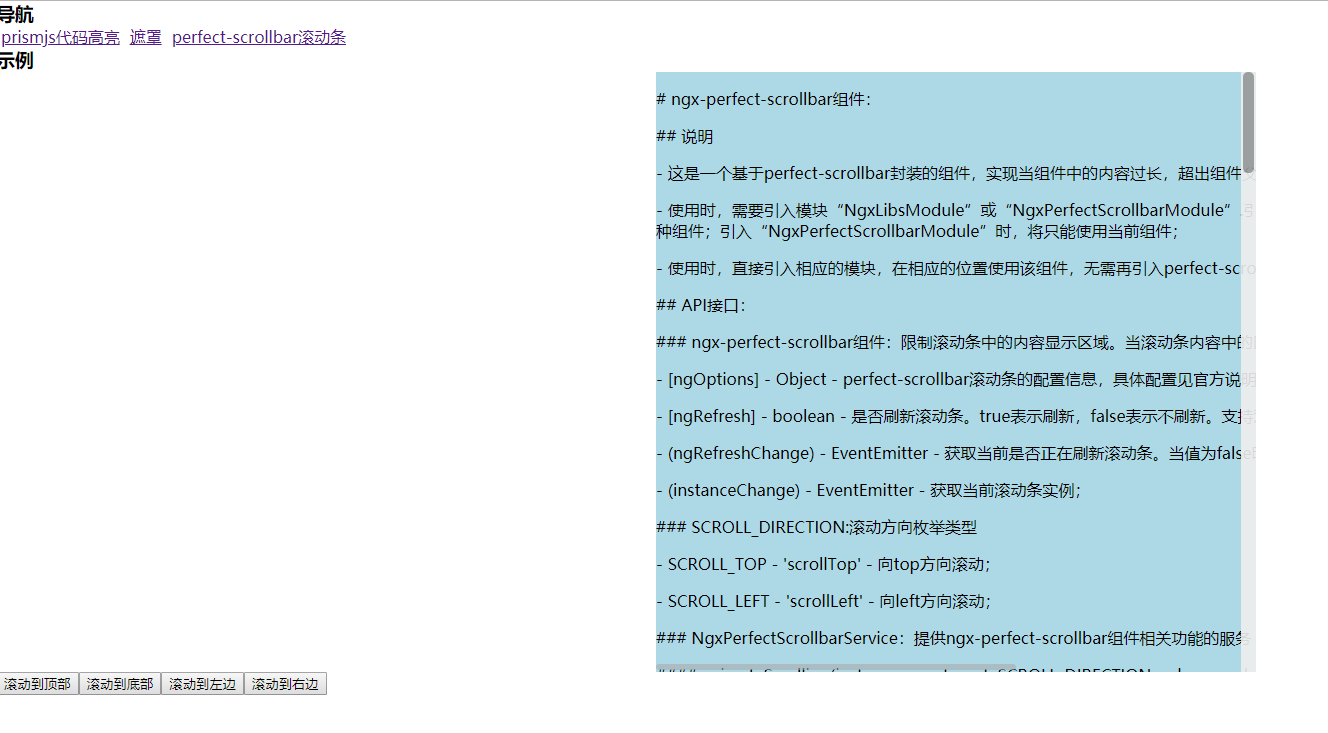 导航
prismjs代码高亮 遮罩 perfect-scrollbar滚动条
示例
# ngx-perfect-scrollbar组件：
## 说明
- 这是一个基于perfect-scrollbar封装的组件，实现当组件中的内容过长，超出组件
- 使用时，需要引入模块“NgxLibsModule”或“NgxPerfectScrollbarModule”.引
种组件；引入“NgxPerfectScrollbarModule”时，将只能使用当前组件；
- 使用时，直接引入相应的模块，在相应的位置使用该组件，无需再引入perfect-scro
## API接口：
### ngx-perfect-scrollbar组件：限制滚动条中的内容显示区域。当滚动条内容中的
- [ngOptions] - Object - perfect-scrollbar滚动条的配置信息，具体配置见官方说明
- [ngRefresh] - boolean - 是否刷新滚动条。true表示刷新，false表示不刷新。支持
- (ngRefreshChange) - EventEmitter - 获取当前是否正在刷新滚动条。当值为false
- (instanceChange) - EventEmitter - 获取当前滚动条实例；
### SCROLL_DIRECTION:滚动方向枚举类型
- SCROLL_TOP - 'scrollTop' - 向top方向滚动；
- SCROLL_LEFT - 'scrollLeft' - 向left方向滚动；
### NgxPerfectScrollbarService：提供ngx-perfect-scrollbar组件相关功能的服务
滚动到顶部 滚动到底部 滚动到左边 滚动到右边